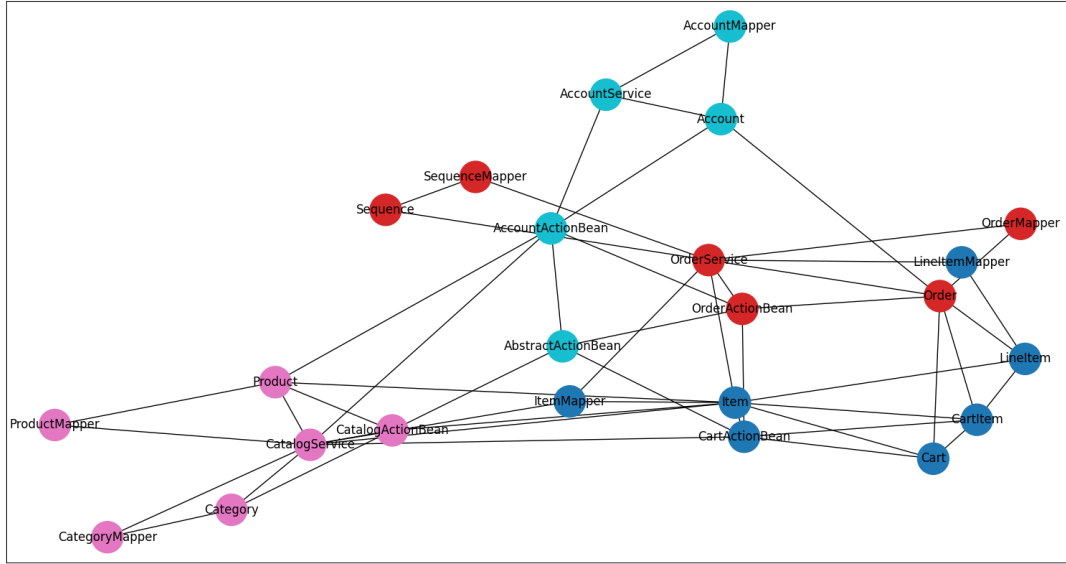 AccountMapper
AccountService
Account
SequenceMapper
Sequence
AccountActionBean
OrderMapper
OrderService
LineItemMapper
Order
OrderActionBean
AbstractActionBean
LineItem
Product
ItemMapper
Item
ProductMapper
CartItem
CatalogActionBean
CartActionBean
CatalogService
Cart
Category
CategoryMapper